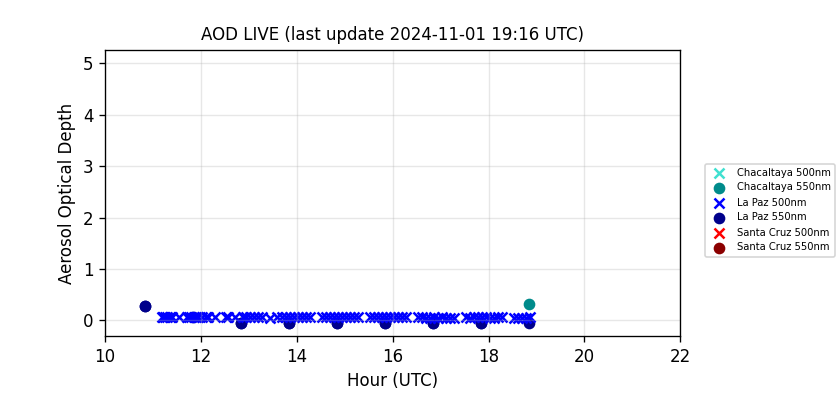 AOD LIVE (last update 2024-11-01 19:16 UTC)
Aerosol Optical Depth
5
4
3
2
1
0
10 12 14 16 18 20 22
Hour (UTC)
Chacaltaya 500nm
Chacaltaya 550nm
La Paz 500nm
La Paz 550nm
Santa Cruz 500nm
Santa Cruz 550nm